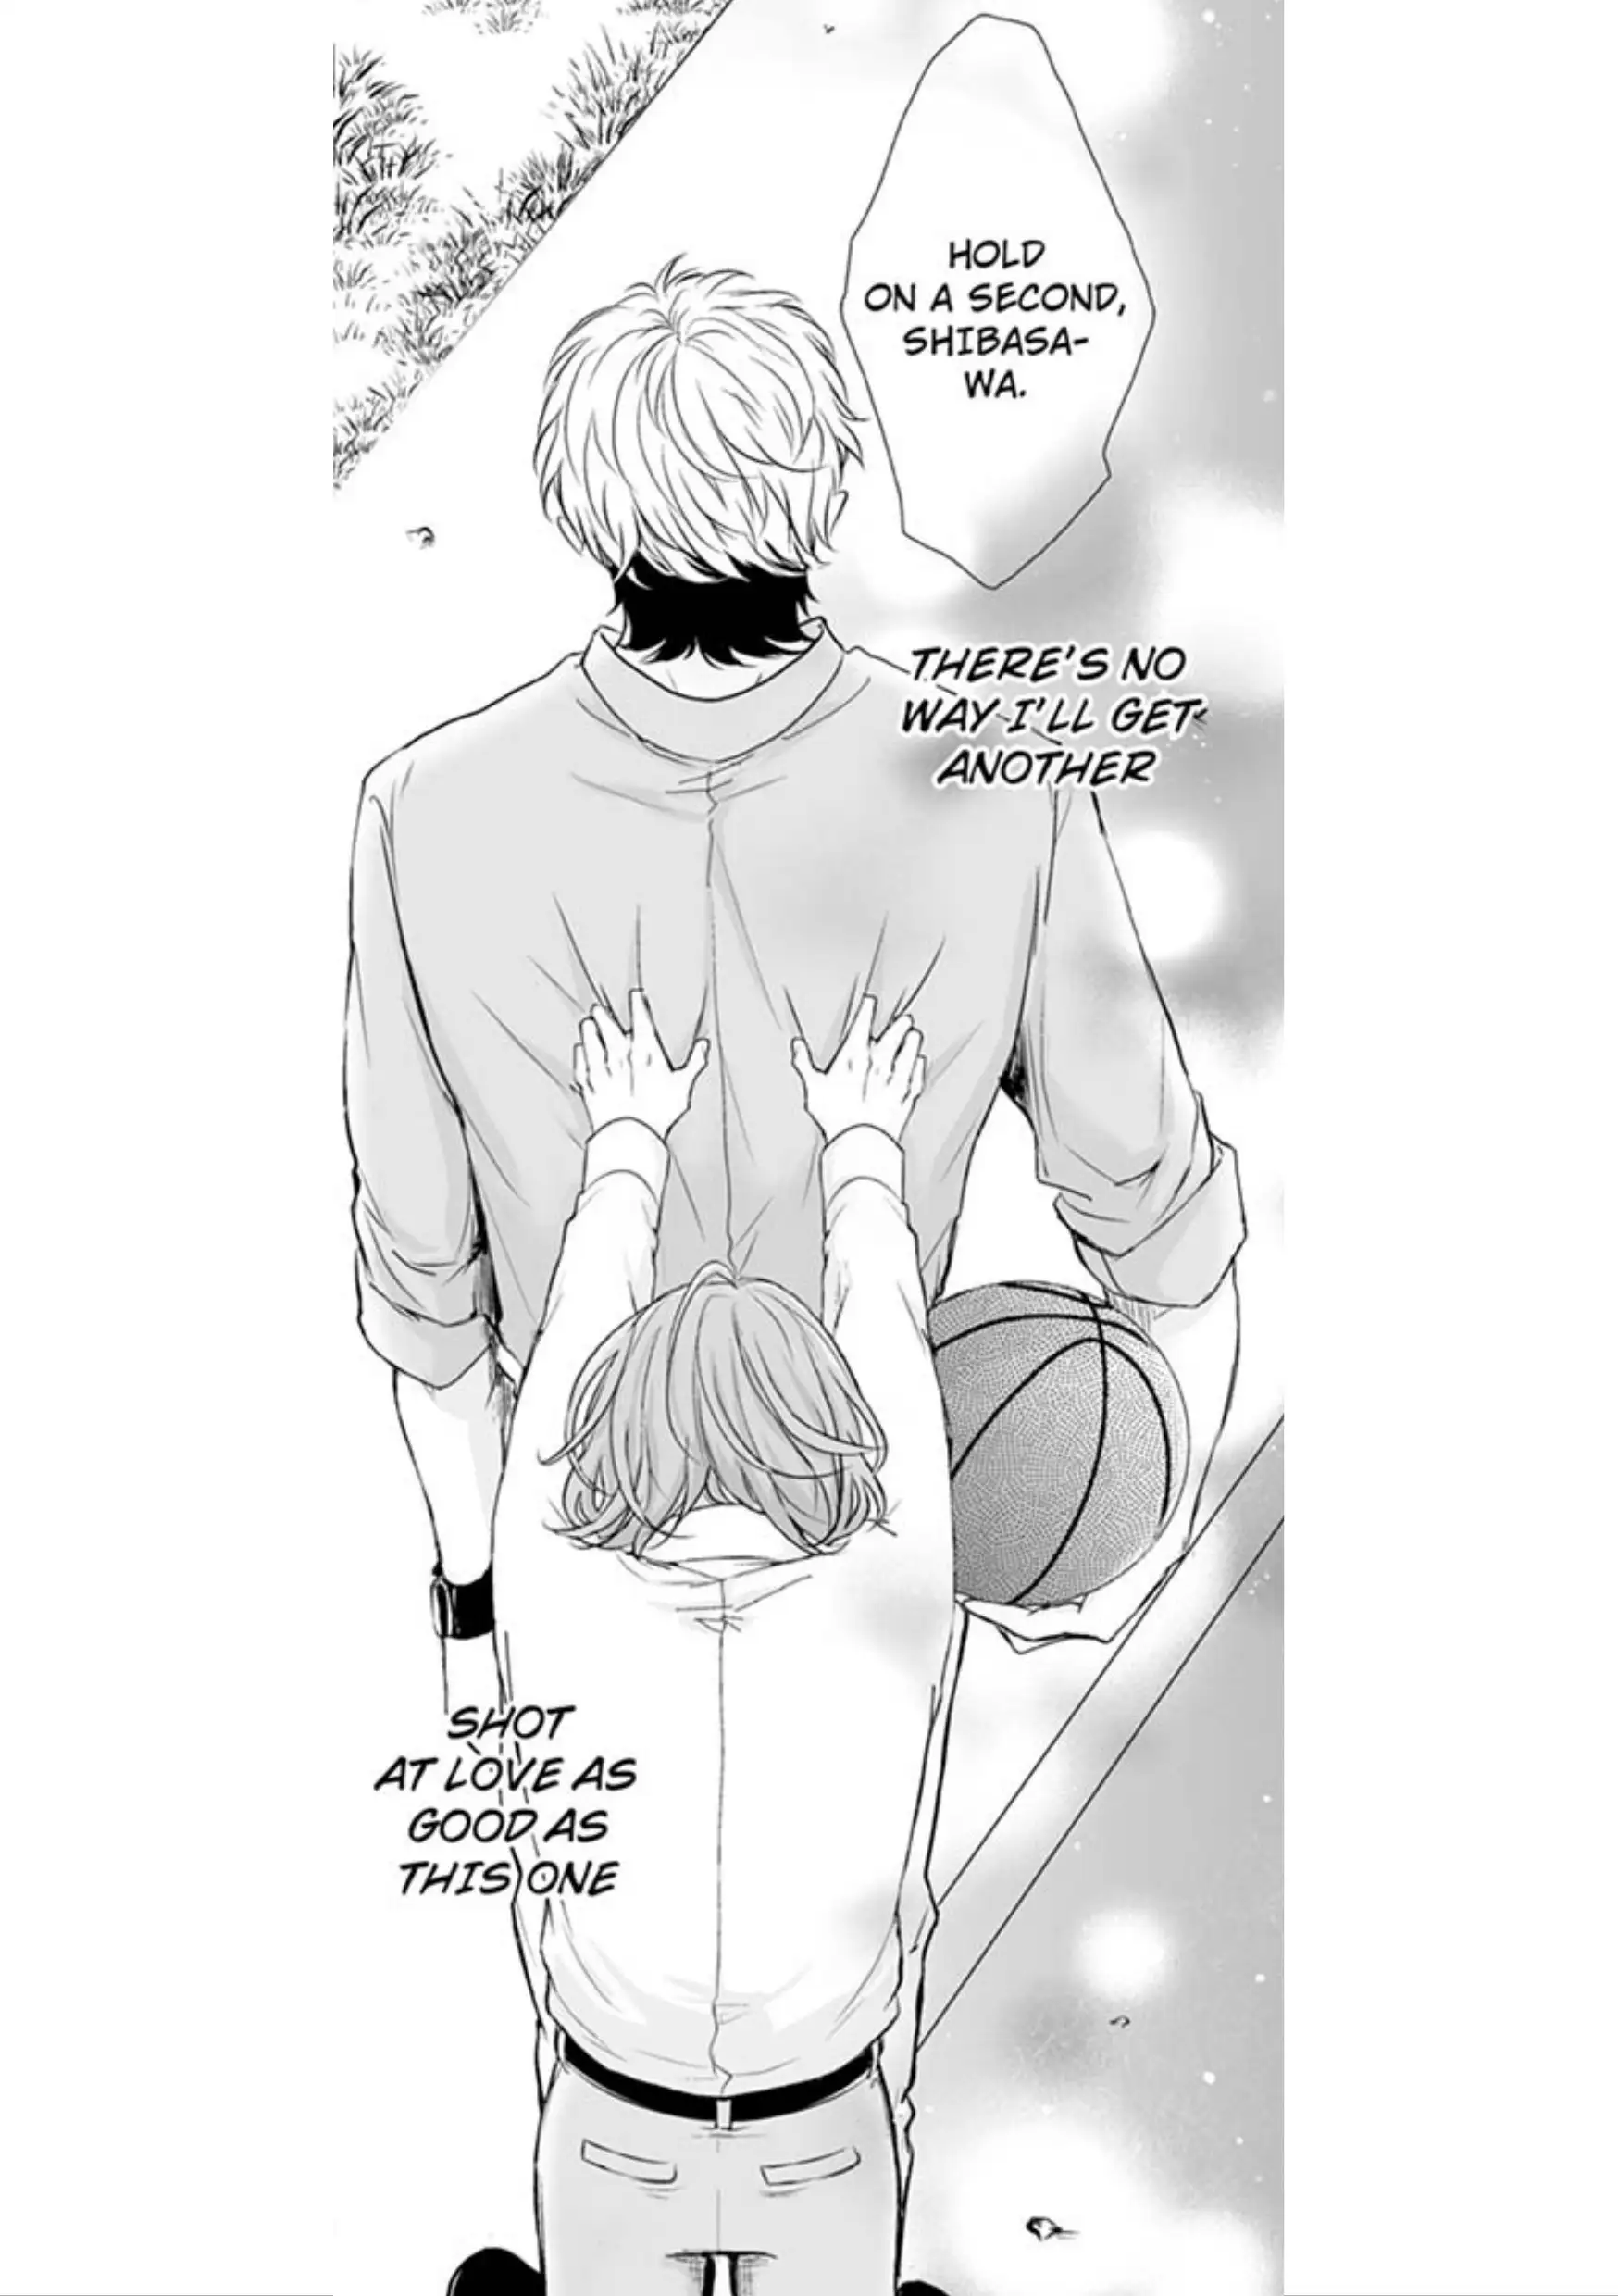 HOLD
ON A SECOND,
SHIBASA-
WA.
THERE'S NO
WAY I'LL GET
ANOTHER
SHOT
AT LOVE AS
GOOD AS
THIS ONE